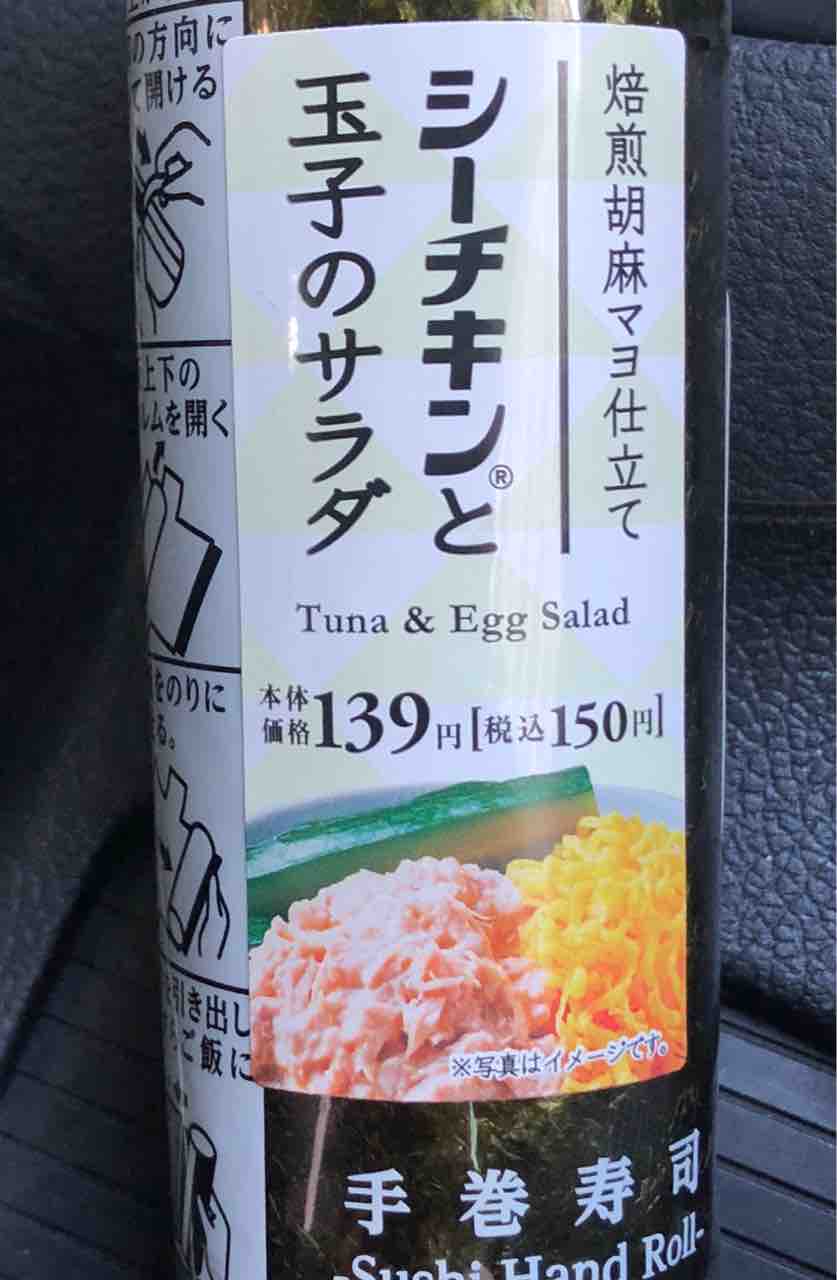 焙煎胡麻マヨ仕立て
シーチキン®と
玉子のサラダ
Tuna & Egg Salad
本体価格139円[税込150円]
※写真はイメージです。
手巻寿司
-Sushi Hand Roll-
の方向に
て開ける
上下の
ルムを開く
をのりに
る。
引き出し
ご飯に